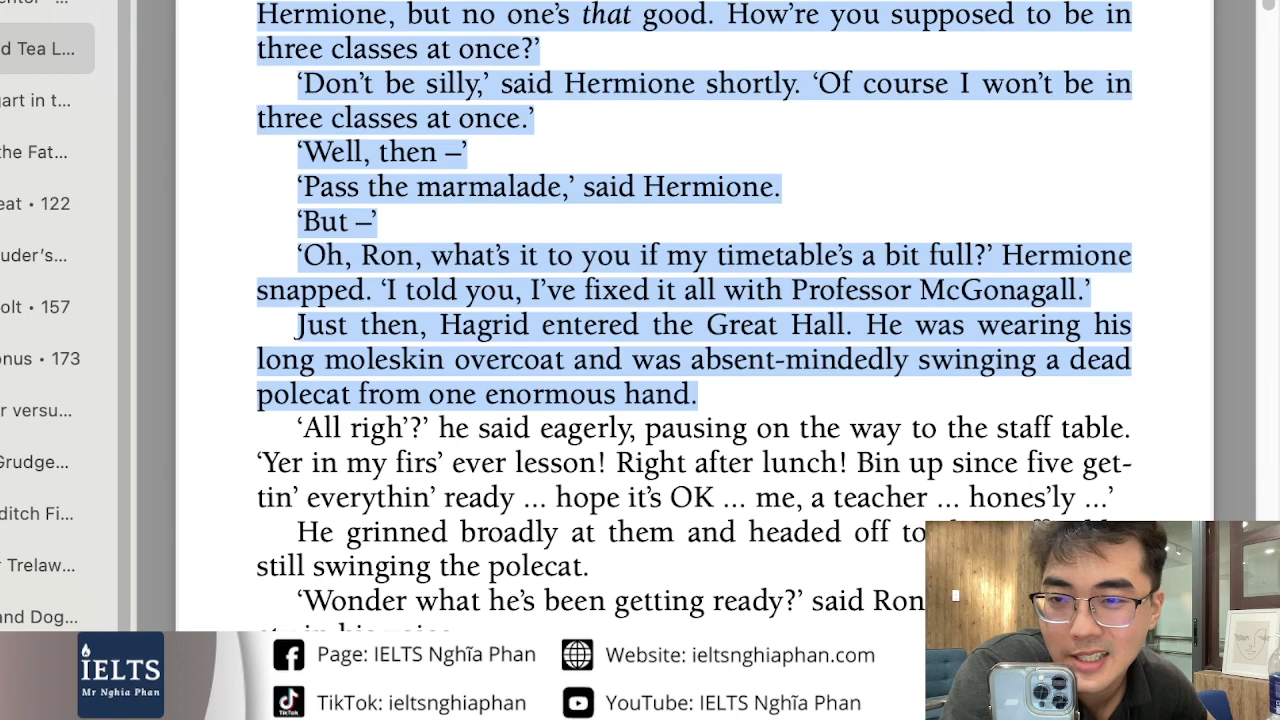 d Tea L...
gart in t...
the Fat...
eat • 122
uder's...
olt • 157
onus • 173
r versu...
Grudge...
ditch Fi...
r Trelaw...
and Dog...
Hermione, but no one's that good. How're you supposed to be in
three classes at once?'
'Don't be silly,' said Hermione shortly. 'Of course I won't be in
three classes at once.'
'Well, then –'
'Pass the marmalade,' said Hermione.
'But –'
'Oh, Ron, what's it to you if my timetable's a bit full?' Hermione
snapped. 'I told you, I've fixed it all with Professor McGonagall.'
Just then, Hagrid entered the Great Hall. He was wearing his
long moleskin overcoat and was absent-mindedly swinging a dead
polecat from one enormous hand.
'All righ'?' he said eagerly, pausing on the way to the staff table.
'Yer in my firs' ever lesson! Right after lunch! Bin up since five get-
tin' everythin' ready ... hope it's OK ... me, a teacher ... hones'ly ...'
He grinned broadly at them and headed off to
still swinging the polecat.
'Wonder what he's been getting ready?' said Ron
IELTS
Mr Nghia Phan
Page: IELTS Nghĩa Phan
Website: ieltsnghiaphan.com
TikTok: ieltsnghiaphan
YouTube: IELTS Nghĩa Phan